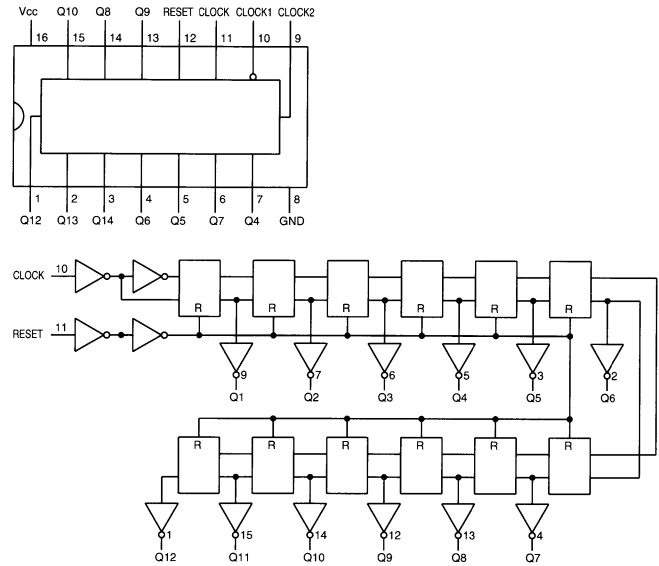 Vcc Q10 Q8 Q9 RESET CLOCK CLOCK1 CLOCK2
16 15 14 13 12 11 10 9
1 2 3 4 5 6 7 8
Q12 Q13 Q14 Q6 Q5 Q7 Q4 GND
CLOCK 10
R R R R R R
RESET 11
9 7 6 5 3 2
Q1 Q2 Q3 Q4 Q5 Q6
R R R R R R
1 15 14 12 13 4
Q12 Q11 Q10 Q9 Q8 Q7